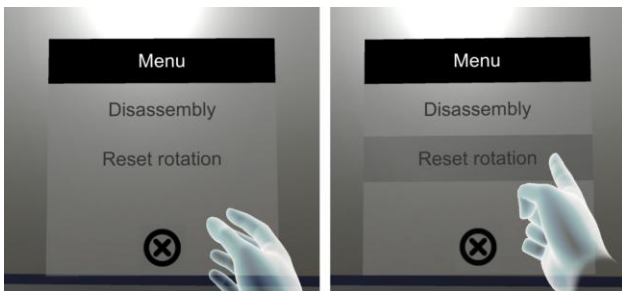 Menu
Disassembly
Reset rotation
Menu
Disassembly
Reset rotation